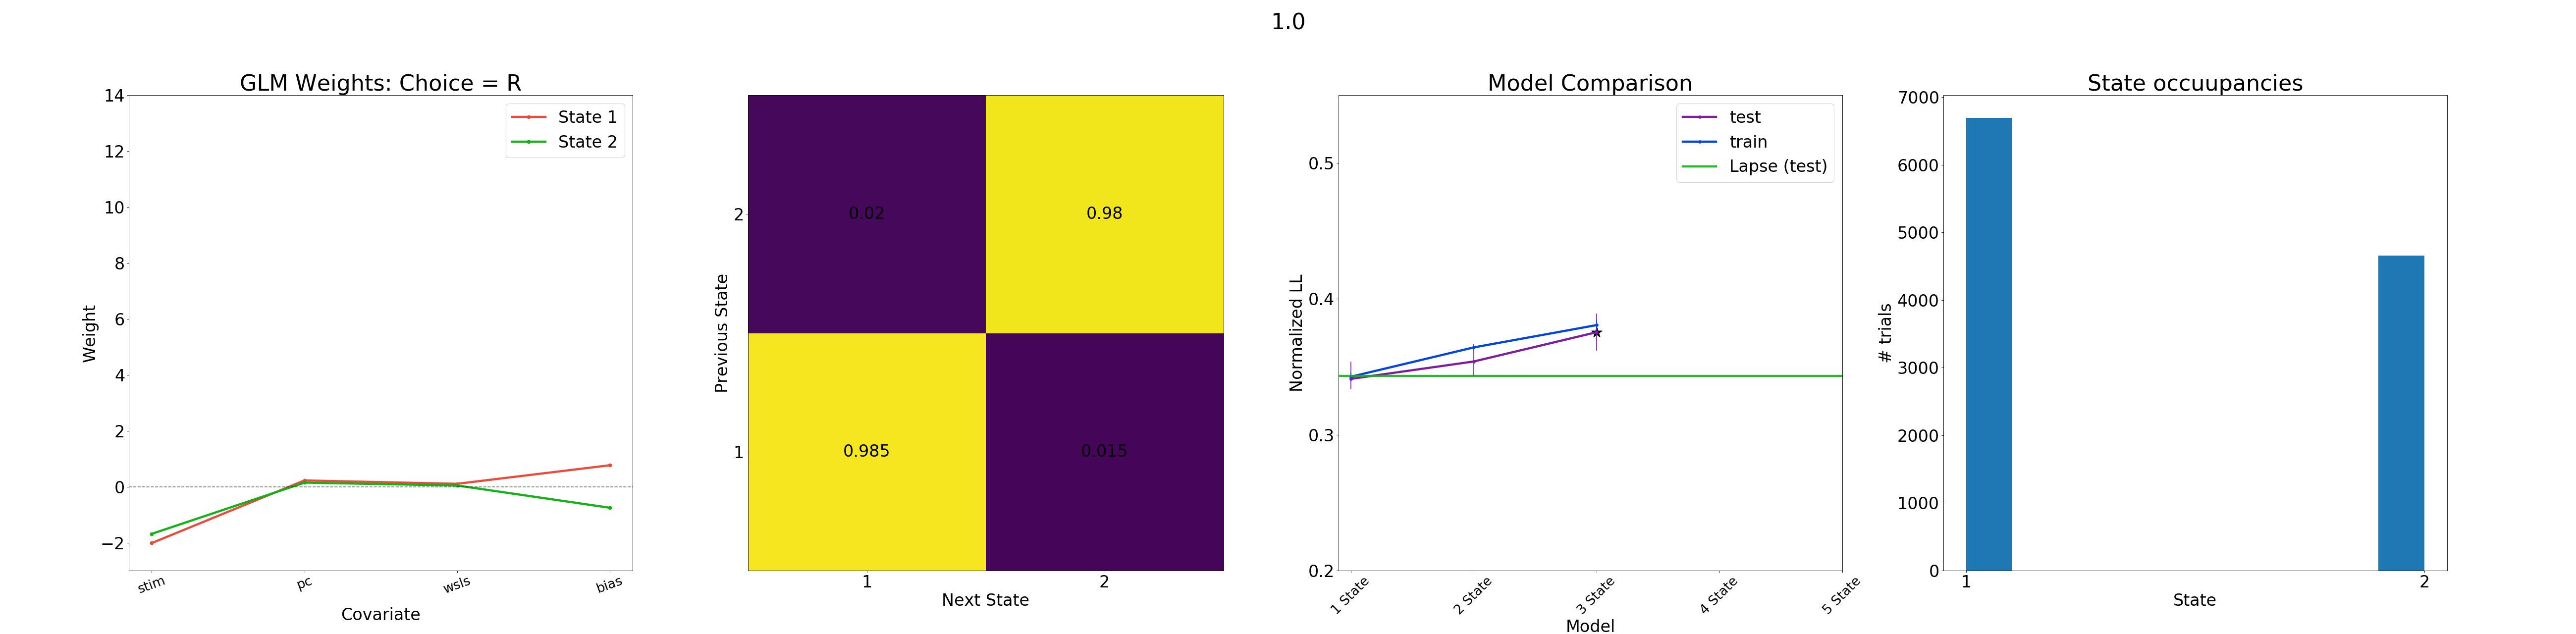 1.0
GLM Weights: Choice = R
14
12
10
8
6
4
2
0
−2
Weight
State 1
State 2
stim
pc
wsls
bias
Covariate
Previous State
2
1
0.02
0.98
0.985
0.015
1
2
Next State
Model Comparison
0.5
0.4
0.3
0.2
Normalized LL
test
train
Lapse (test)
1 State
2 State
3 State
4 State
5 State
Model
State occuupancies
7000
6000
5000
4000
3000
2000
1000
0
# trials
1
2
State